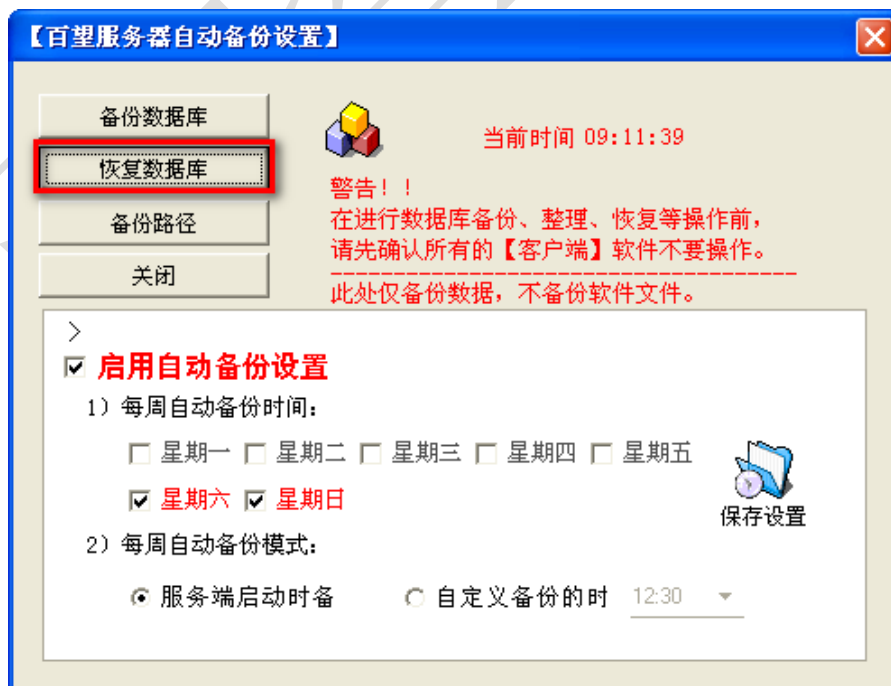 【百望服务器自动备份设置】
备份数据库
恢复数据库
备份路径
关闭
当前时间 09:11:39
警告！！
在进行数据库备份、整理、恢复等操作前，
请先确认所有的【客户端】软件不要操作。
------------------------------------
此处仅备份数据，不备份软件文件。
>
启用自动备份设置
1）每周自动备份时间：
星期一 星期二 星期三 星期四 星期五
星期六 星期日
保存设置
2）每周自动备份模式：
服务端启动时备 自定义备份的时 12:30